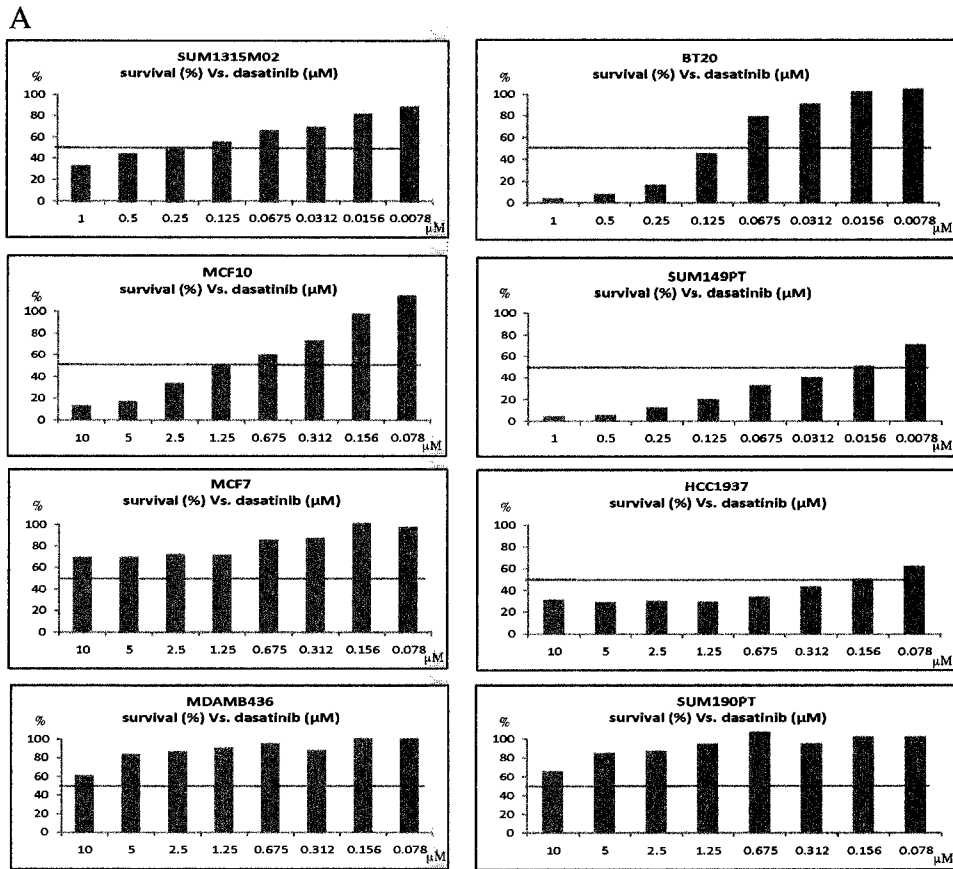 A
SUM1315M02
survival (%) Vs. dasatinib (µM)
%
100
80
60
40
20
0
1 0.5 0.25 0.125 0.0675 0.0312 0.0156 0.0078
µM
BT20
survival (%) Vs. dasatinib (µM)
%
100
80
60
40
20
0
1 0.5 0.25 0.125 0.0675 0.0312 0.0156 0.0078
µM
MCF10
survival (%) Vs. dasatinib (µM)
%
100
80
60
40
20
0
10 5 2.5 1.25 0.675 0.312 0.156 0.078
µM
SUM149PT
survival (%) Vs. dasatinib (µM)
%
100
80
60
40
20
0
1 0.5 0.25 0.125 0.0675 0.0312 0.0156 0.0078
µM
MCF7
survival (%) Vs. dasatinib (µM)
%
100
80
60
40
20
0
10 5 2.5 1.25 0.675 0.312 0.156 0.078
µM
HCC1937
survival (%) Vs. dasatinib (µM)
%
100
80
60
40
20
0
10 5 2.5 1.25 0.675 0.312 0.156 0.078
µM
MDAMB436
survival (%) Vs. dasatinib (µM)
%
100
80
60
40
20
0
10 5 2.5 1.25 0.675 0.312 0.156 0.078
µM
SUM190PT
survival (%) Vs. dasatinib (µM)
%
100
80
60
40
20
0
10 5 2.5 1.25 0.675 0.312 0.156 0.078
µM